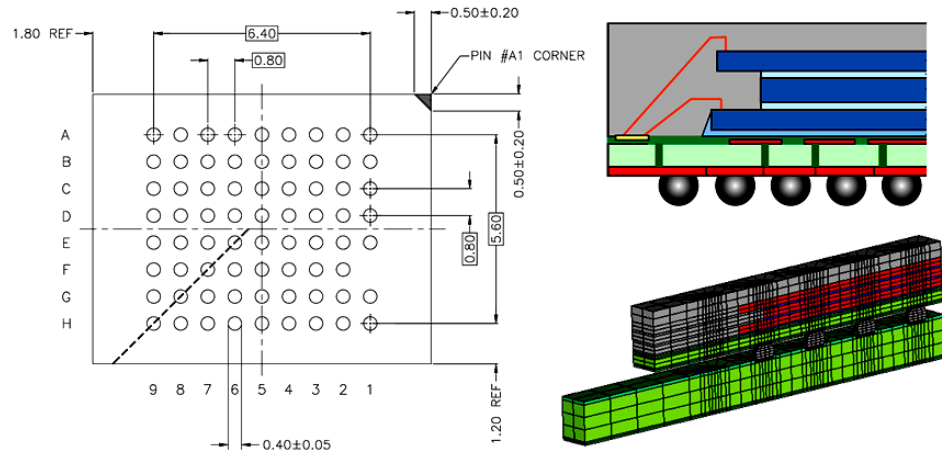 0.50±0.20
1.80 REF
6.40
PIN #A1 CORNER
0.80
A
B
C
D
E
F
G
H
0.50±0.20
5.60
0.80
9 8 7 6 5 4 3 2 1
1.20 REF
0.40±0.05